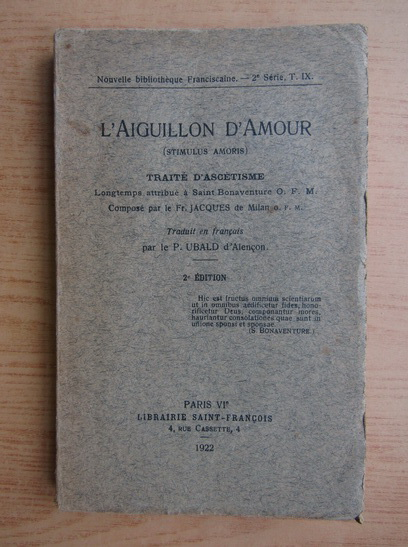 Nouvelle bibliothèque Franciscaine. — 2e Série, T. IX.
L'AIGUILLON D'AMOUR
(STIMULUS AMORIS)
TRAITÉ D'ASCÉTISME
Longtemps attribué à Saint Bonaventure O. F. M.
Composé par le Fr. JACQUES de Milan O. F. M.
Traduit en français
par le P. UBALD d'Alençon
2e ÉDITION
Hic est fructus omnium scientiarum
ut in omnibus aedificetur fides, hono-
rificetur Deus, componantur mores,
hauriantur consolationes quae sunt in
unione sponsi et sponsae.
(S. BONAVENTURE.)
PARIS VIe
LIBRAIRIE SAINT-FRANÇOIS
4, RUE CASSETTE, 4
1922